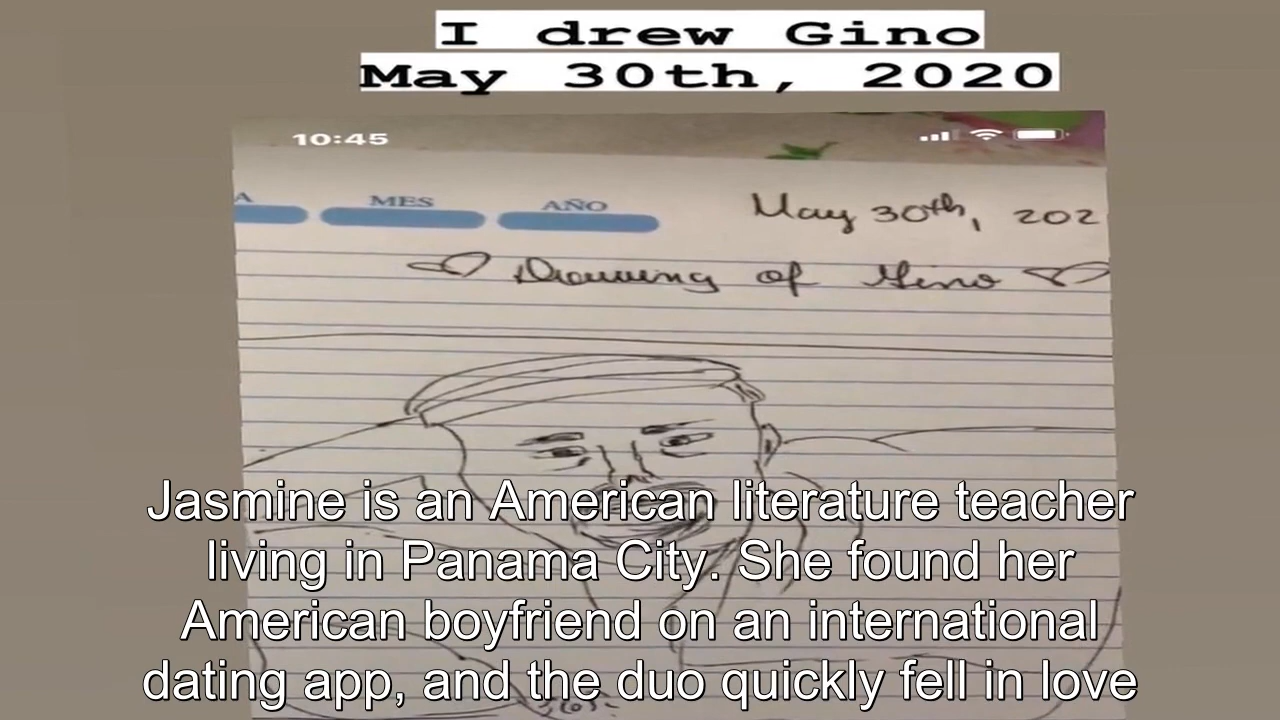 I drew Gino
May 30th, 2020
10:45
A MES AÑO May 30th, 202
Drawing of Gino
Jasmine is an American literature teacher
living in Panama City. She found her
American boyfriend on an international
dating app, and the duo quickly fell in love